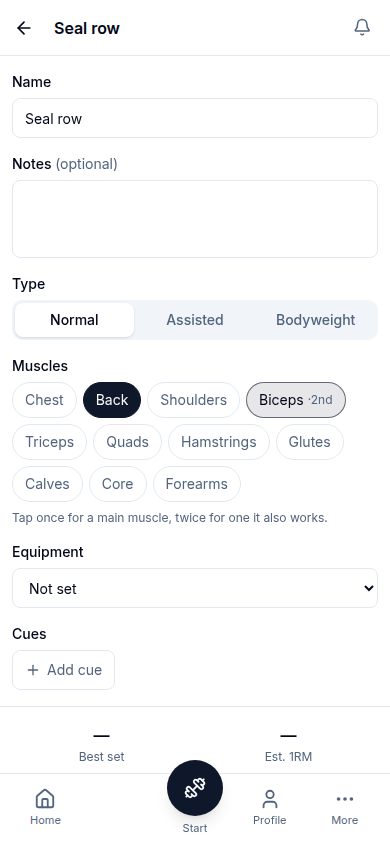 Seal row
Name
Seal row
Notes (optional)
Type
Normal Assisted Bodyweight
Muscles
Chest Back Shoulders Biceps ·2nd
Triceps Quads Hamstrings Glutes
Calves Core Forearms
Tap once for a main muscle, twice for one it also works.
Equipment
Not set
Cues
+ Add cue
— —
Best set Est. 1RM
Home Start Profile More